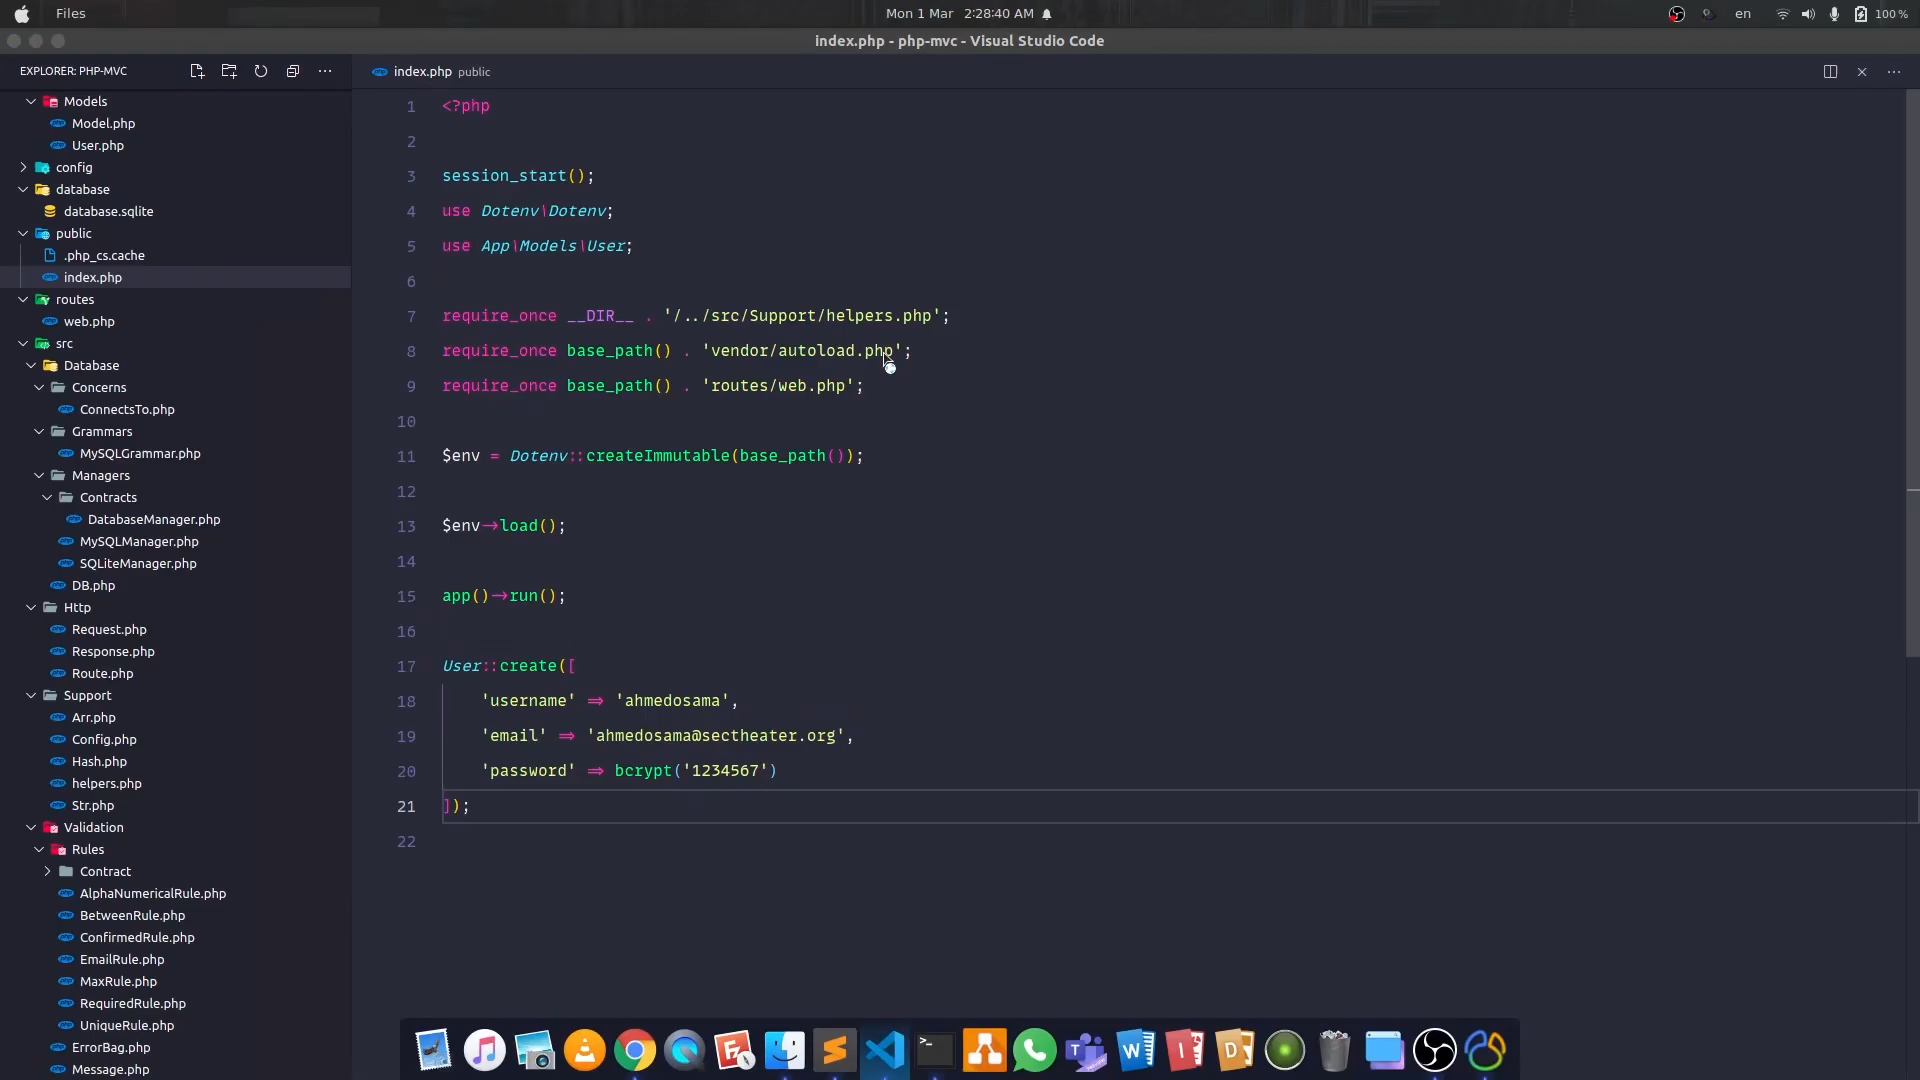 Files
Mon 1 Mar 2:28:40 AM
en
100 %
index.php - php-mvc - Visual Studio Code
EXPLORER: PHP-MVC
Models
Model.php
User.php
config
database
database.sqlite
public
.php_cs.cache
index.php
routes
web.php
src
Database
Concerns
ConnectsTo.php
Grammars
MySQLGrammar.php
Managers
Contracts
DatabaseManager.php
MySQLManager.php
SQLiteManager.php
DB.php
Http
Request.php
Response.php
Route.php
Support
Arr.php
Config.php
Hash.php
helpers.php
Str.php
Validation
Rules
Contract
AlphaNumericalRule.php
BetweenRule.php
ConfirmedRule.php
EmailRule.php
MaxRule.php
RequiredRule.php
UniqueRule.php
ErrorBag.php
Message.php
index.php public
1 <?php
2
3 session_start();
4 use Dotenv\Dotenv;
5 use App\Models\User;
6
7 require_once __DIR__ . '/../src/Support/helpers.php';
8 require_once base_path() . 'vendor/autoload.php';
9 require_once base_path() . 'routes/web.php';
10
11 $env = Dotenv::createImmutable(base_path());
12
13 $env->load();
14
15 app()->run();
16
17 User::create([
18 'username' => 'ahmedosama',
19 'email' => 'ahmedosama@sectheater.org',
20 'password' => bcrypt('1234567')
21 ]);
22